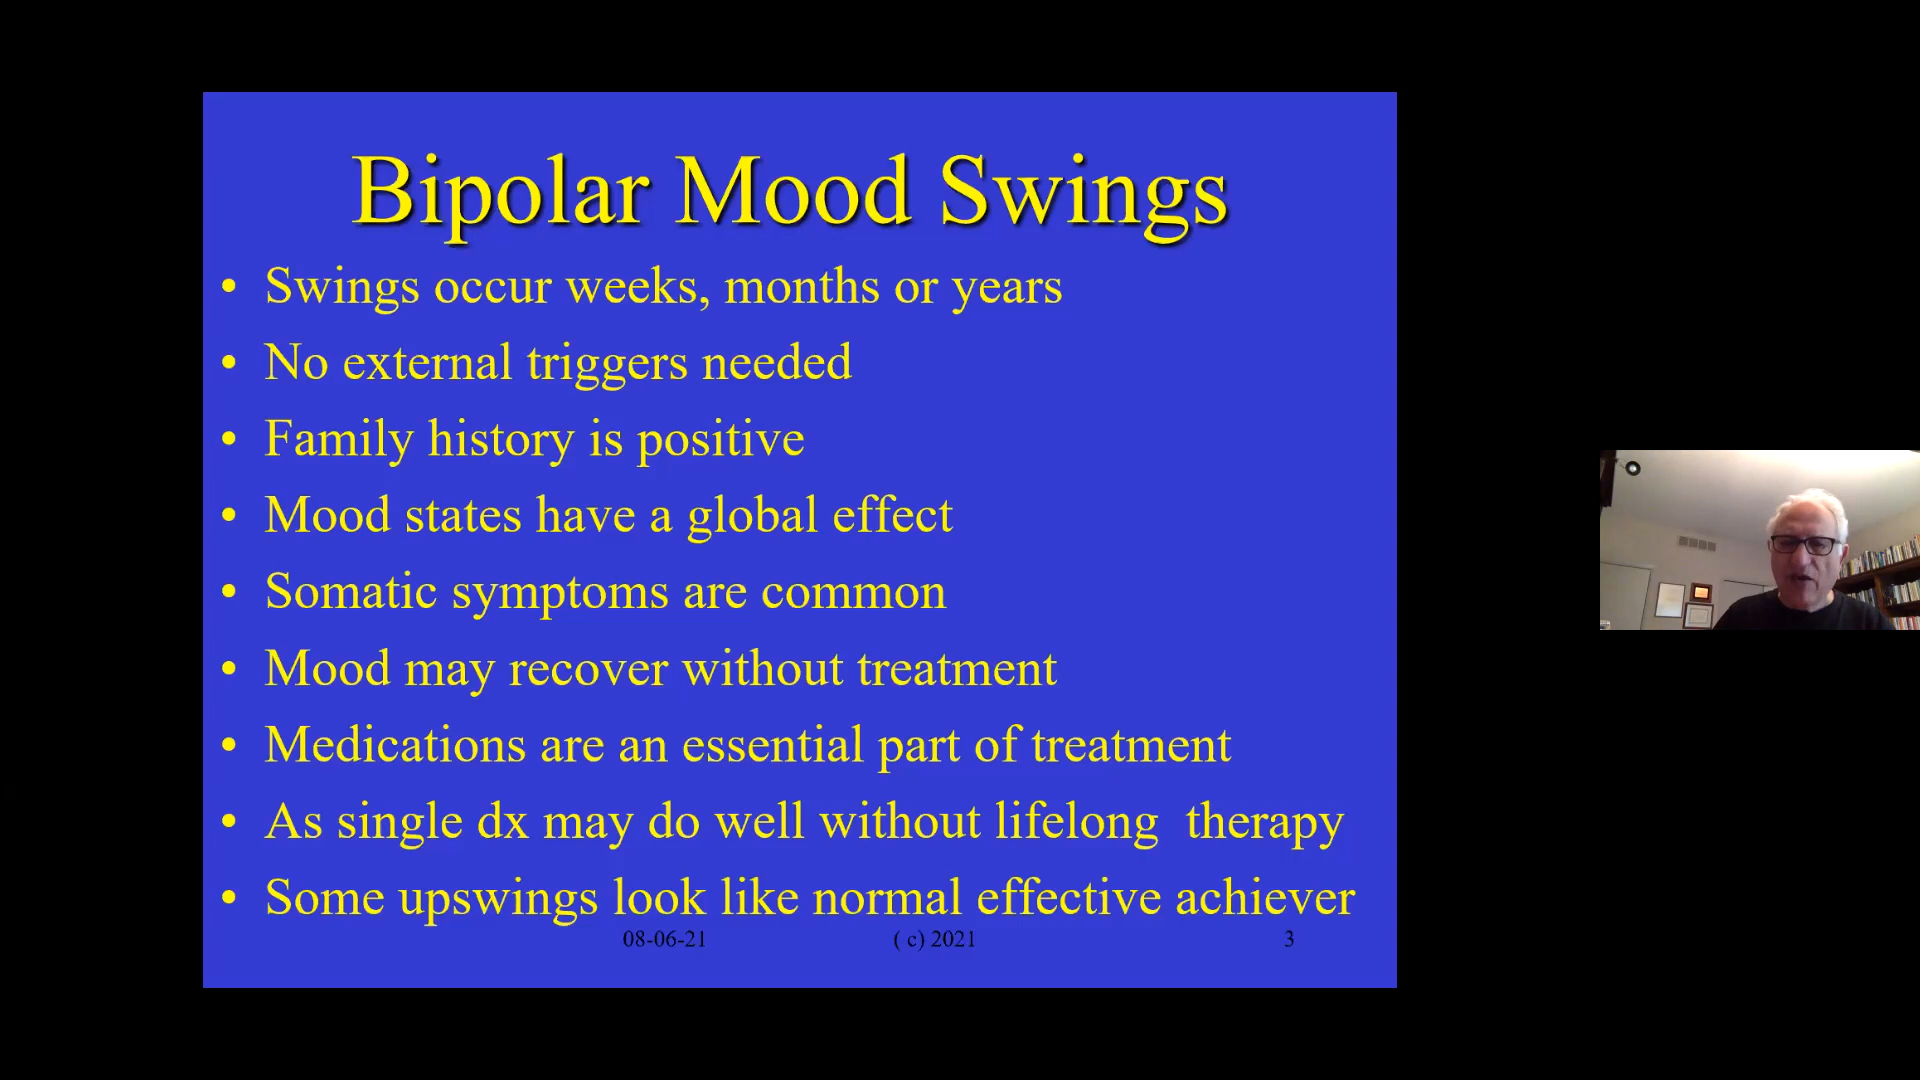 Bipolar Mood Swings
• Swings occur weeks, months or years
• No external triggers needed
• Family history is positive
• Mood states have a global effect
• Somatic symptoms are common
• Mood may recover without treatment
• Medications are an essential part of treatment
• As single dx may do well without lifelong  therapy
• Some upswings look like normal effective achiever
08-06-21 ( c) 2021 3